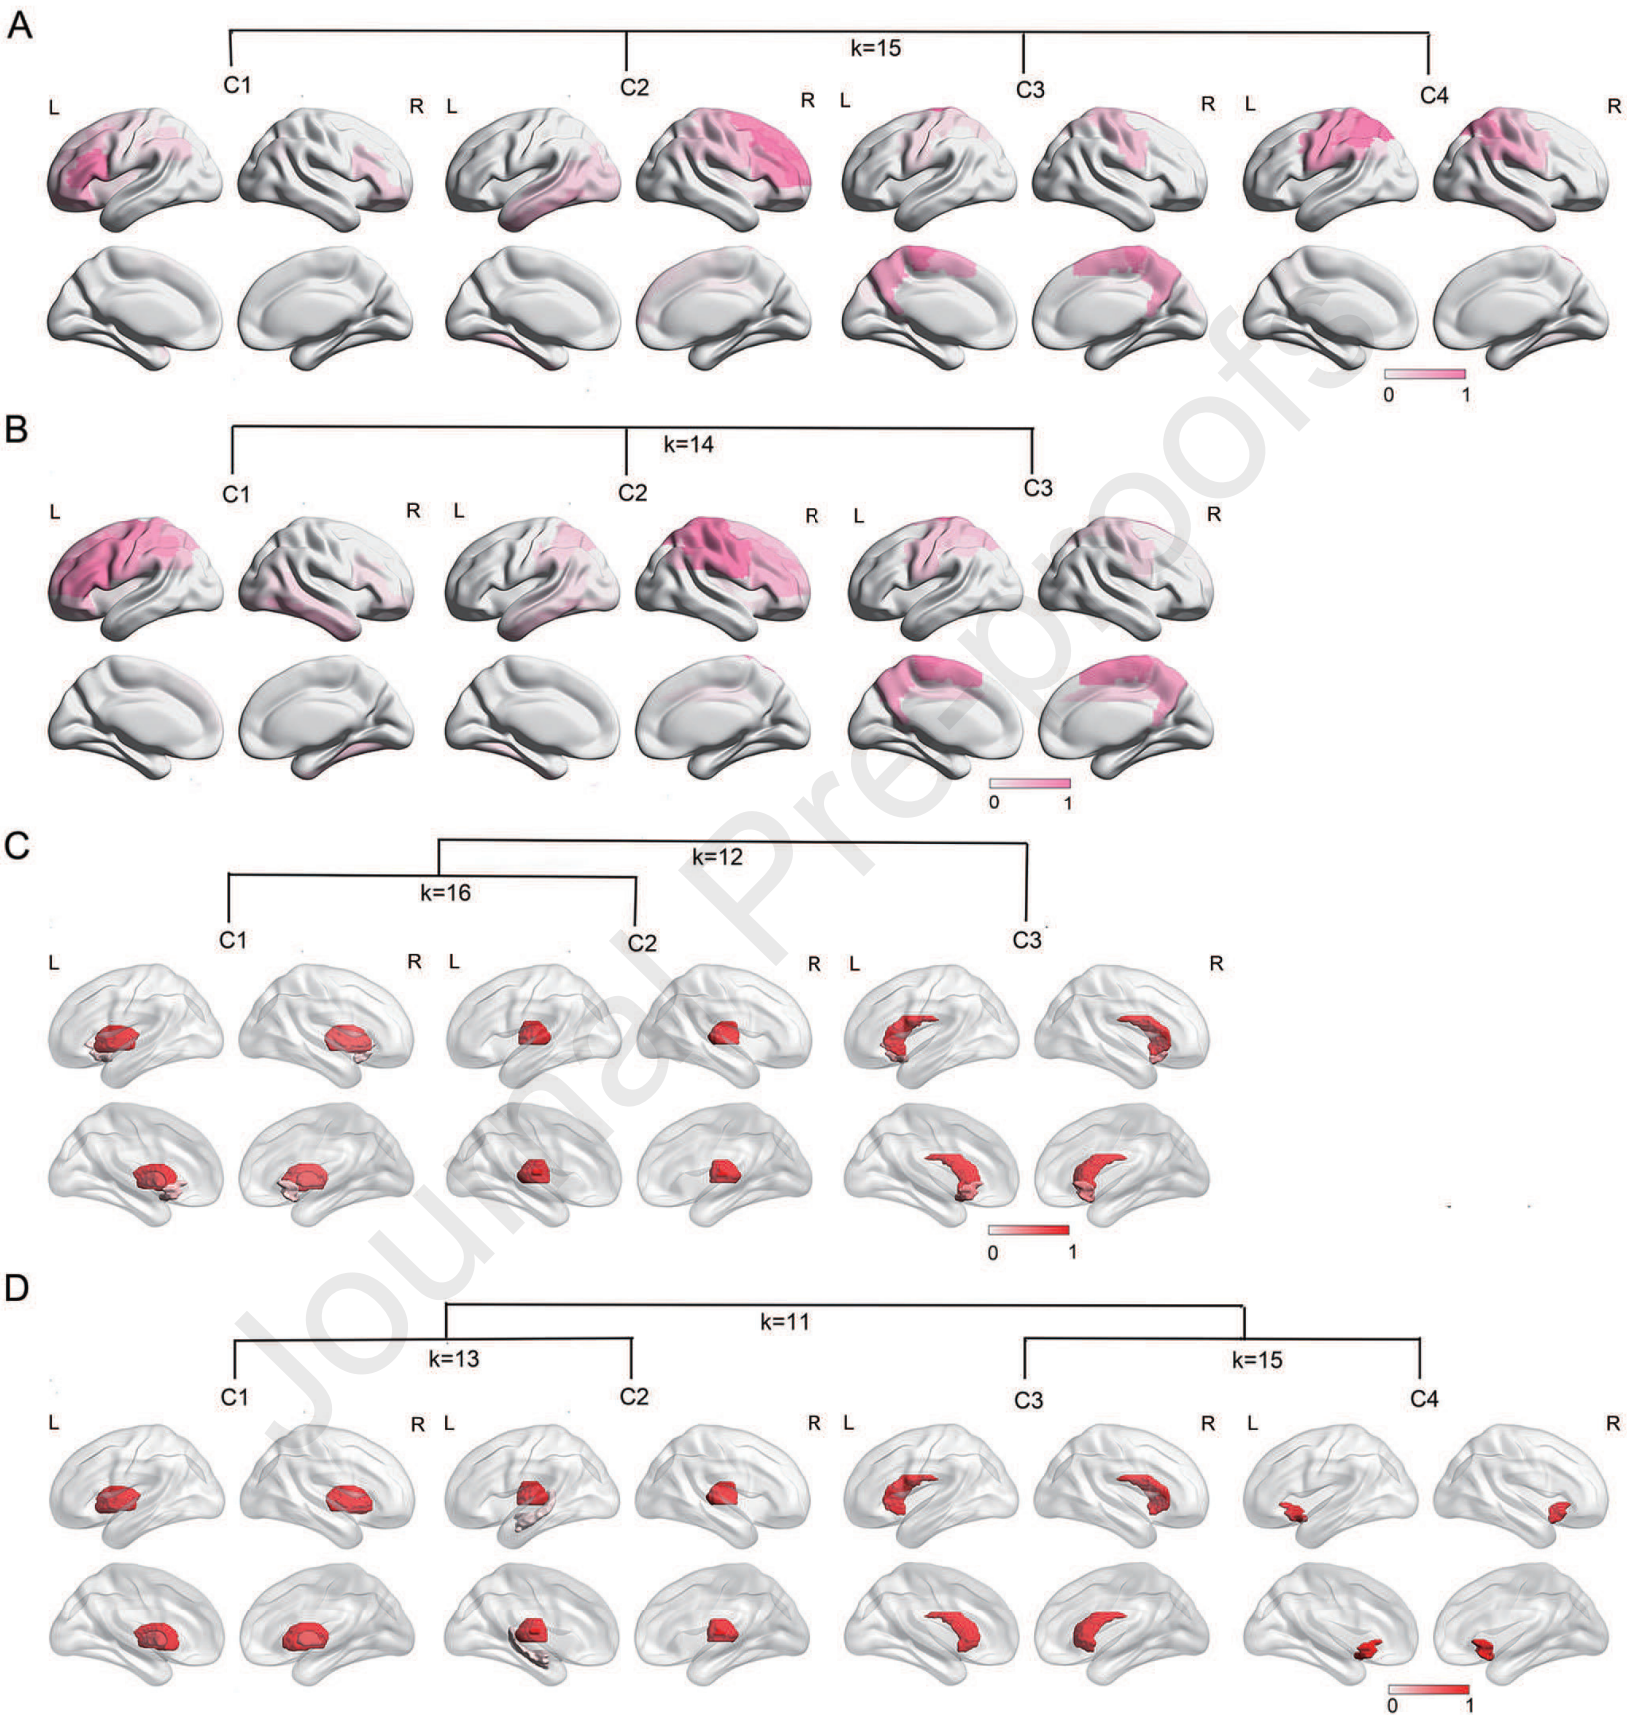 A
k=15
C1 C2 C3 C4
L R L R L R L R
0 1
B
k=14
C1 C2 C3
L R L R L R
0 1
C
k=12
k=16
C1 C2 C3
L R L R L R
0 1
D
k=11
k=13 k=15
C1 C2 C3 C4
L R L R L R L R
0 1
Journal Pre-proofs